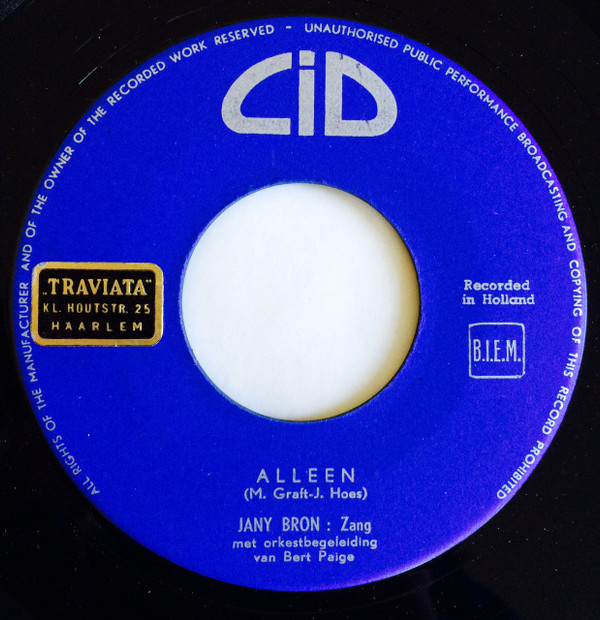 ALL RIGHTS OF THE MANUFACTURER AND OF THE OWNER OF THE RECORDED WORK RESERVED - UNAUTHORISED PUBLIC PERFORMANCE BROADCASTING AND COPYING OF THIS RECORD PROHIBITED
CID
„TRAVIATA"
KL. HOUTSTR. 25
HAARLEM
Recorded
in Holland
B.I.E.M.
ALLEEN
(M. Graft-J. Hoes)
JANY BRON : Zang
met orkestbegeleiding
van Bert Paige